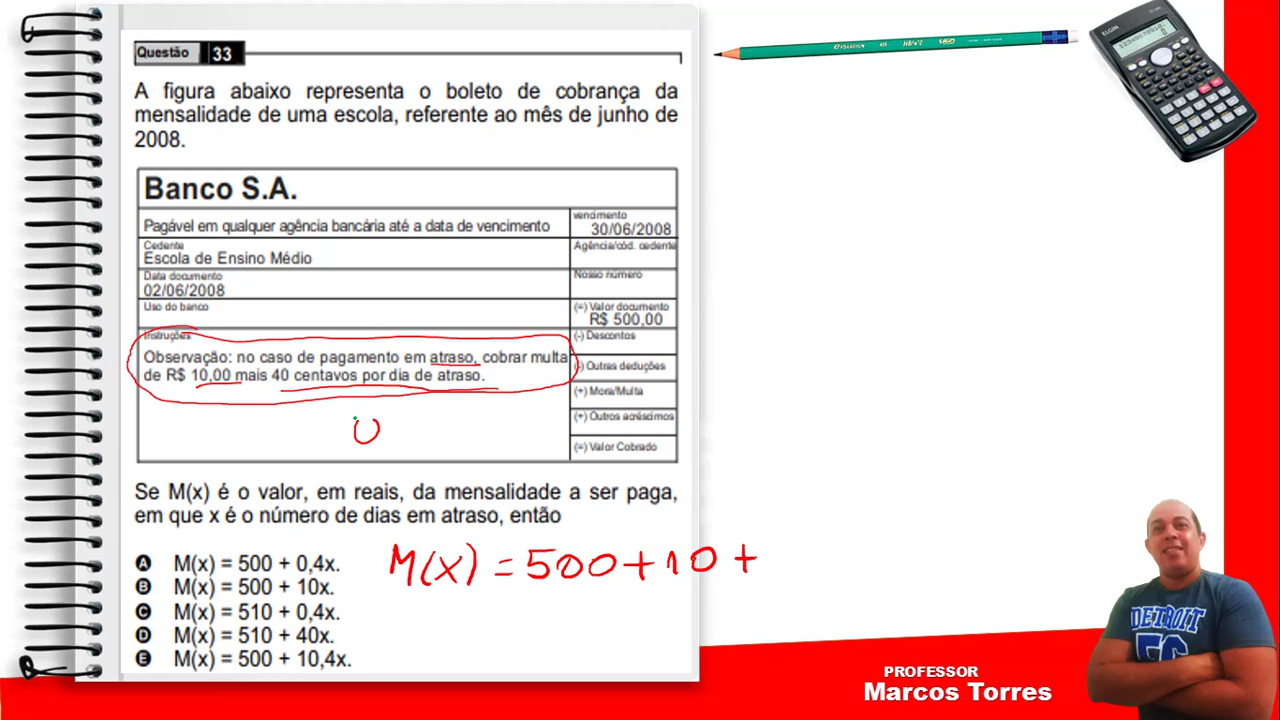 Questão 33
A figura abaixo representa o boleto de cobrança da
mensalidade de uma escola, referente ao mês de junho de
2008.
Banco S.A.
Pagável em qualquer agência bancária até a data de vencimento
vencimento
30/06/2008
Cedente
Escola de Ensino Médio
Agência/cód. cedente
Data documento
02/06/2008
Nosso número
Uso do banco
(=) Valor documento
R$ 500,00
Instruções
(-) Descontos
Observação: no caso de pagamento em atraso, cobrar multa
de R$ 10,00 mais 40 centavos por dia de atraso.
(-) Outras deduções
(+) Mora/Multa
(+) Outros acréscimos
(=) Valor Cobrado
Se M(x) é o valor, em reais, da mensalidade a ser paga,
em que x é o número de dias em atraso, então
A M(x) = 500 + 0,4x.
B M(x) = 500 + 10x.
C M(x) = 510 + 0,4x.
D M(x) = 510 + 40x.
E M(x) = 500 + 10,4x.
M(x) = 500 + 10 +
ELGIN
DETROIT
PROFESSOR
Marcos Torres